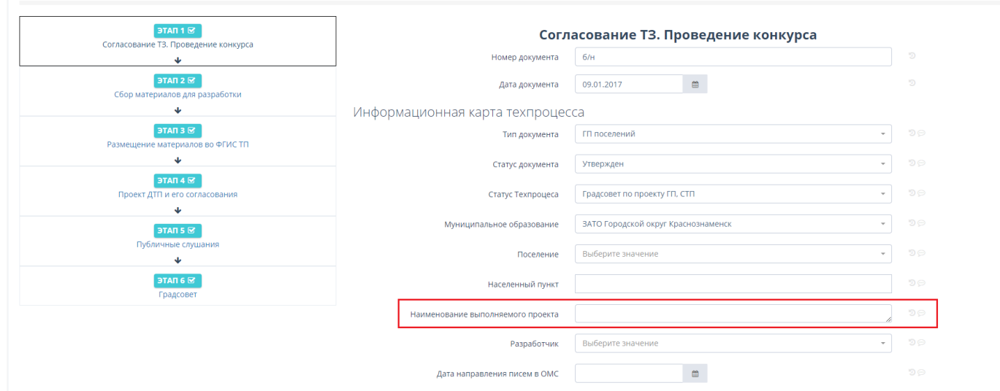 ЭТАП 1
Согласование ТЗ. Проведение конкурса
ЭТАП 2
Сбор материалов для разработки
ЭТАП 3
Размещение материалов во ФГИС ТП
ЭТАП 4
Проект ДТП и его согласования
ЭТАП 5
Публичные слушания
ЭТАП 6
Градсовет
Согласование ТЗ. Проведение конкурса
Номер документа б/н
Дата документа 09.01.2017
Информационная карта техпроцесса
Тип документа ГП поселений
Статус документа Утвержден
Статус Техпроцеса Градсовет по проекту ГП, СТП
Муниципальное образование ЗАТО Городской округ Краснознаменск
Поселение Выберите значение
Населенный пункт
Наименование выполняемого проекта
Разработчик Выберите значение
Дата направления писем в ОМС